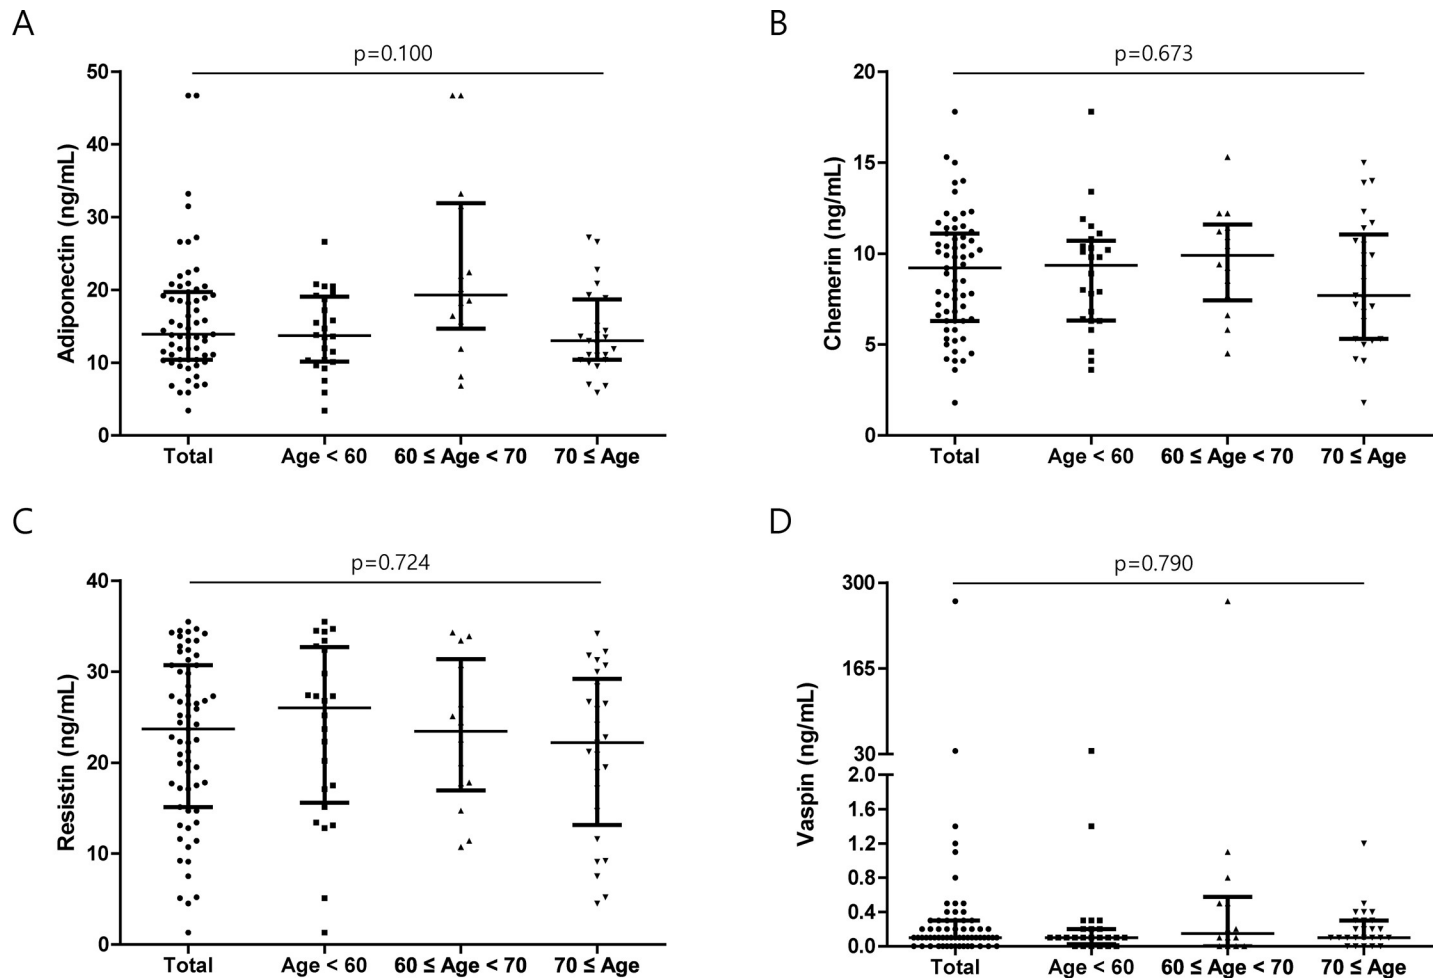 A
p=0.100
Adiponectin (ng/mL)
50
40
30
20
10
0
Total
Age < 60
60 ≤ Age < 70
70 ≤ Age
B
p=0.673
Chemerin (ng/mL)
20
15
10
5
0
Total
Age < 60
60 ≤ Age < 70
70 ≤ Age
C
p=0.724
Resistin (ng/mL)
40
30
20
10
0
Total
Age < 60
60 ≤ Age < 70
70 ≤ Age
D
p=0.790
Vaspin (ng/mL)
300
165
30
2.0
1.6
1.2
0.8
0.4
0.0
Total
Age < 60
60 ≤ Age < 70
70 ≤ Age